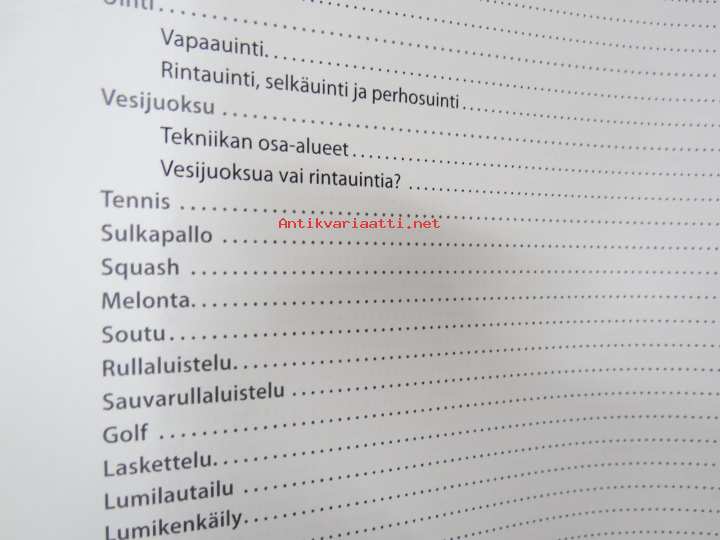 Uinti
Vapaauinti
Rintauinti, selkäuinti ja perhosuinti
Vesijuoksu
Tekniikan osa-alueet
Vesijuoksua vai rintauintia?
Tennis
Antikvariaatti.net
Sulkapallo
Squash
Melonta
Soutu
Rullaluistelu
Sauvarullaluistelu
Golf
Laskettelu
Lumilautailu
Lumikenkäily